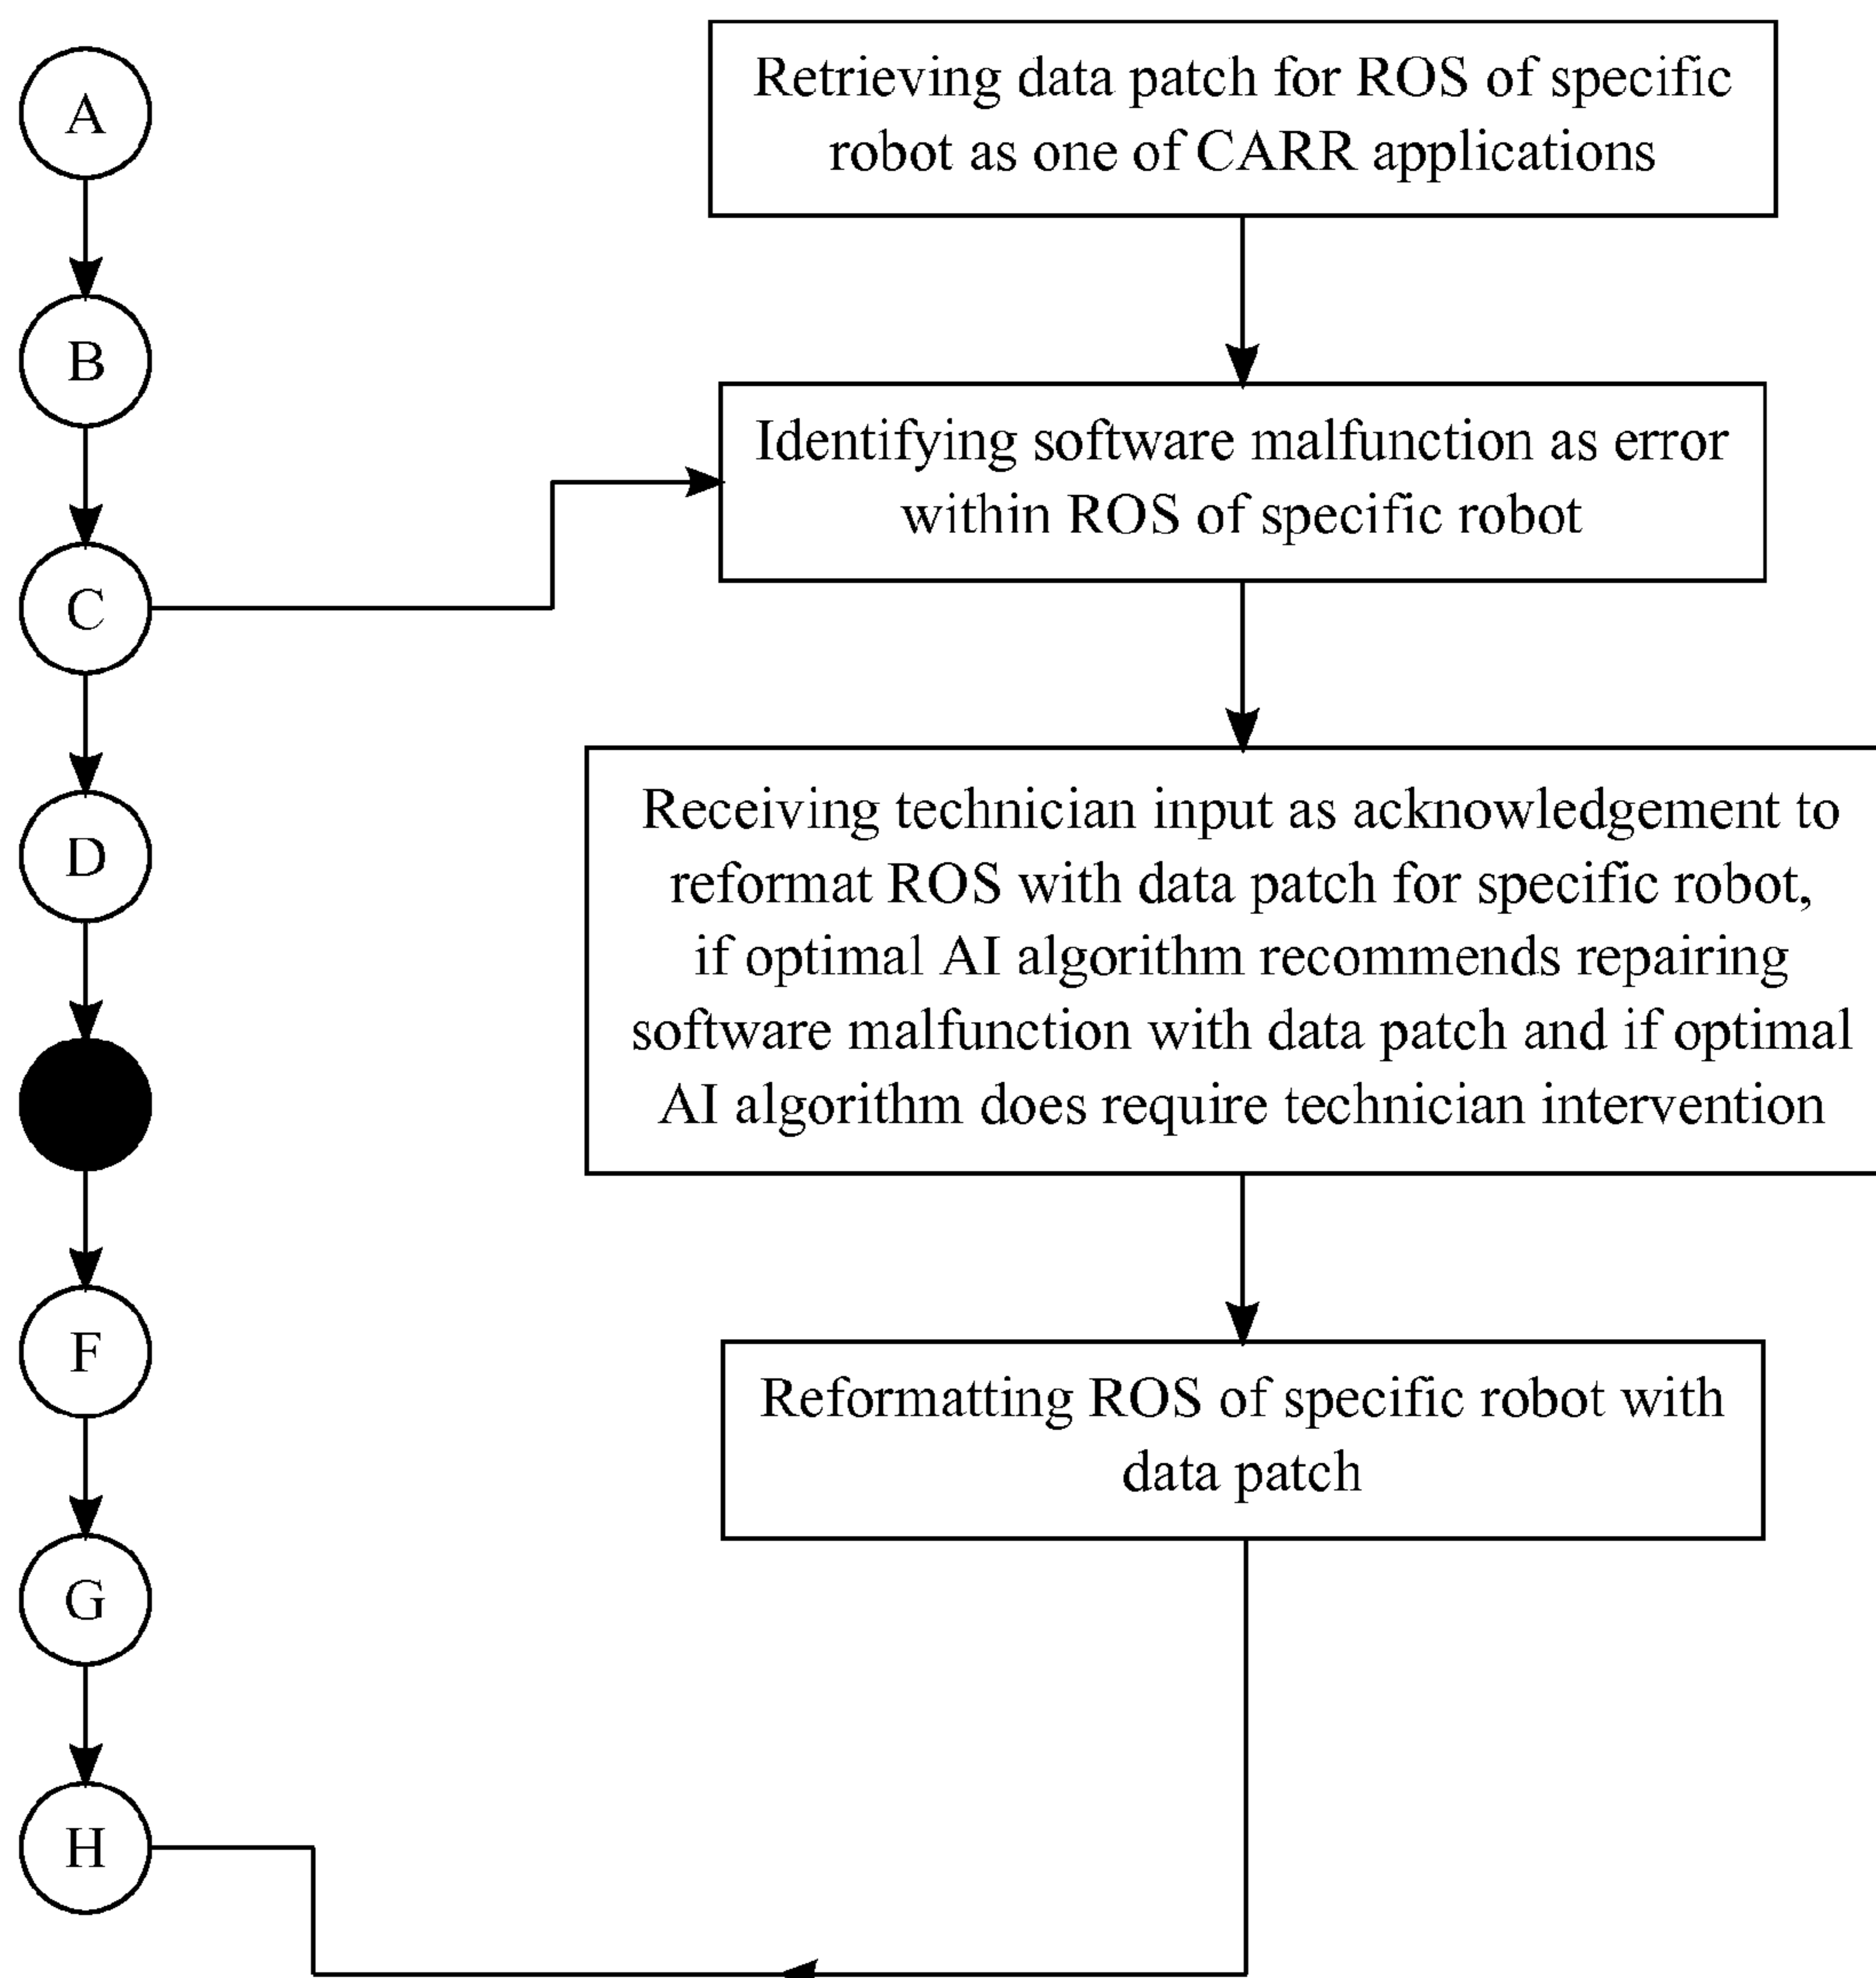 A
B
C
D
F
G
H
Retrieving data patch for ROS of specific
robot as one of CARR applications
Identifying software malfunction as error
within ROS of specific robot
Receiving technician input as acknowledgement to
reformat ROS with data patch for specific robot,
if optimal AI algorithm recommends repairing
software malfunction with data patch and if optimal
AI algorithm does require technician intervention
Reformatting ROS of specific robot with
data patch